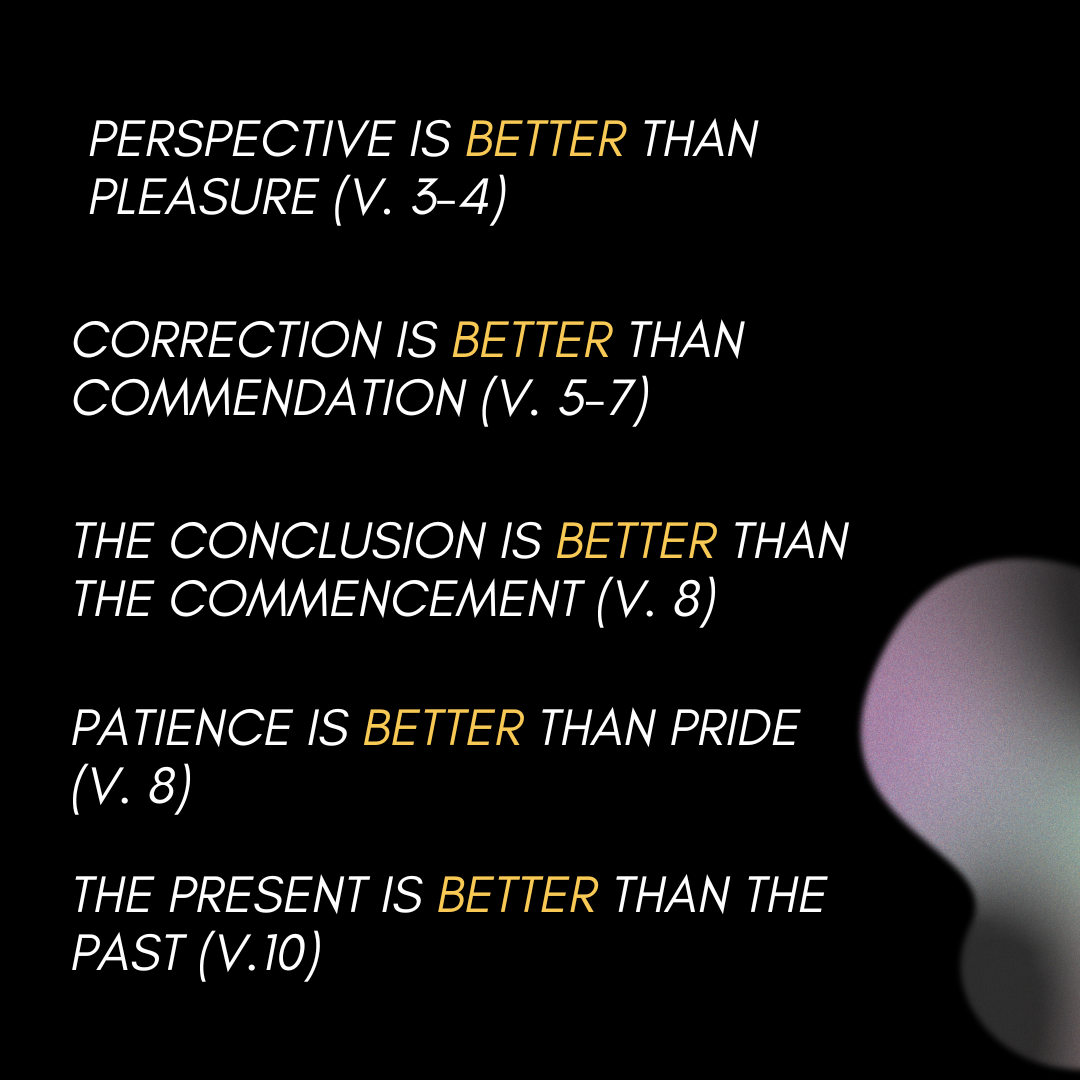 PERSPECTIVE IS BETTER THAN
PLEASURE (V. 3-4)
CORRECTION IS BETTER THAN
COMMENDATION (V. 5-7)
THE CONCLUSION IS BETTER THAN
THE COMMENCEMENT (V. 8)
PATIENCE IS BETTER THAN PRIDE
(V. 8)
THE PRESENT IS BETTER THAN THE
PAST (V.10)